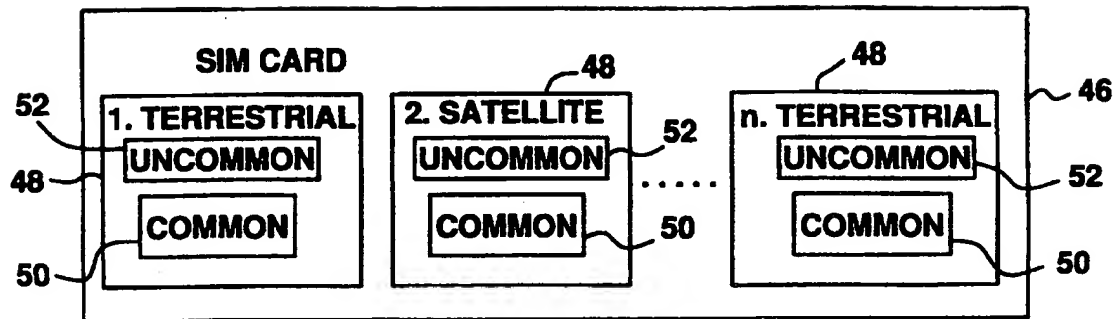 SIM CARD
48
48
46
52
1. TERRESTRIAL
2. SATELLITE
n. TERRESTRIAL
UNCOMMON
UNCOMMON
52
UNCOMMON
52
48
COMMON
COMMON
COMMON
50
50
50
.....